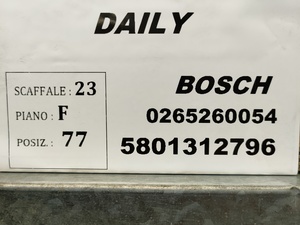 DAILY
SCAFFALE : 23
PIANO : F
POSIZ. : 77
BOSCH
0265260054
5801312796